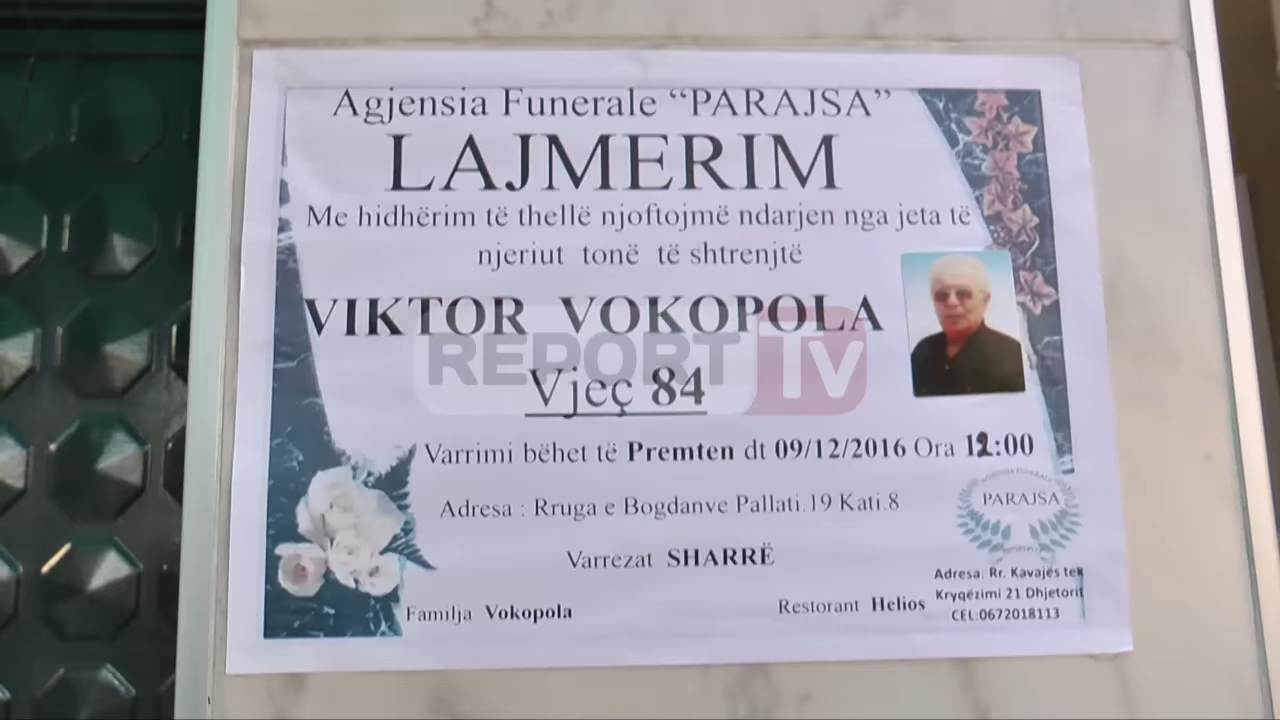 Agjensia Funerale “PARAJSA”
LAJMERIM
Me hidhërim të thellë njoftojmë ndarjen nga jeta të
njeriut tonë të shtrenjtë
VIKTOR VOKOPOLA
REPORT Tv
Vjeç 84
Varrimi bëhet të Premten dt 09/12/2016 Ora 12:00
Adresa : Rruga e Bogdanve Pallati.19 Kati.8
PARAJSA
Varrezat SHARRË
Adresa: Rr. Kavajës tek
Kryqëzimi 21 Dhjetorit
CEL:0672018113
Familja Vokopola
Restorant Helios